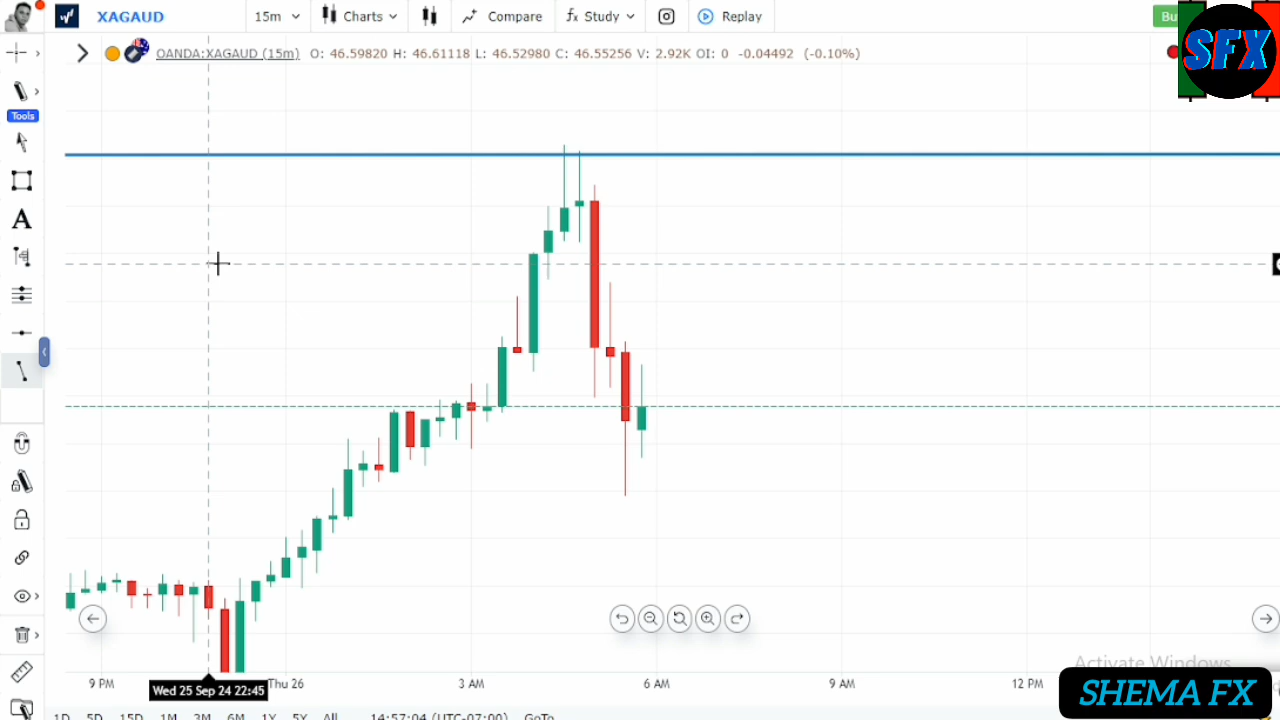 XAGAUD 15m Charts Compare fx Study Replay Bu
SFX
OANDA:XAGAUD (15m) O: 46.59820 H: 46.61118 L: 46.52980 C: 46.55256 V: 2.92K OI: 0 -0.04492 (-0.10%)
Tools
A
9 PM Thu 26 3 AM 6 AM 9 AM 12 PM
Wed 25 Sep 24 22:45
Activate Windows
SHEMA FX
1D 5D 15D 1M 3M 6M 1Y 5Y All 14:57:04 (UTC-07:00) GoTo